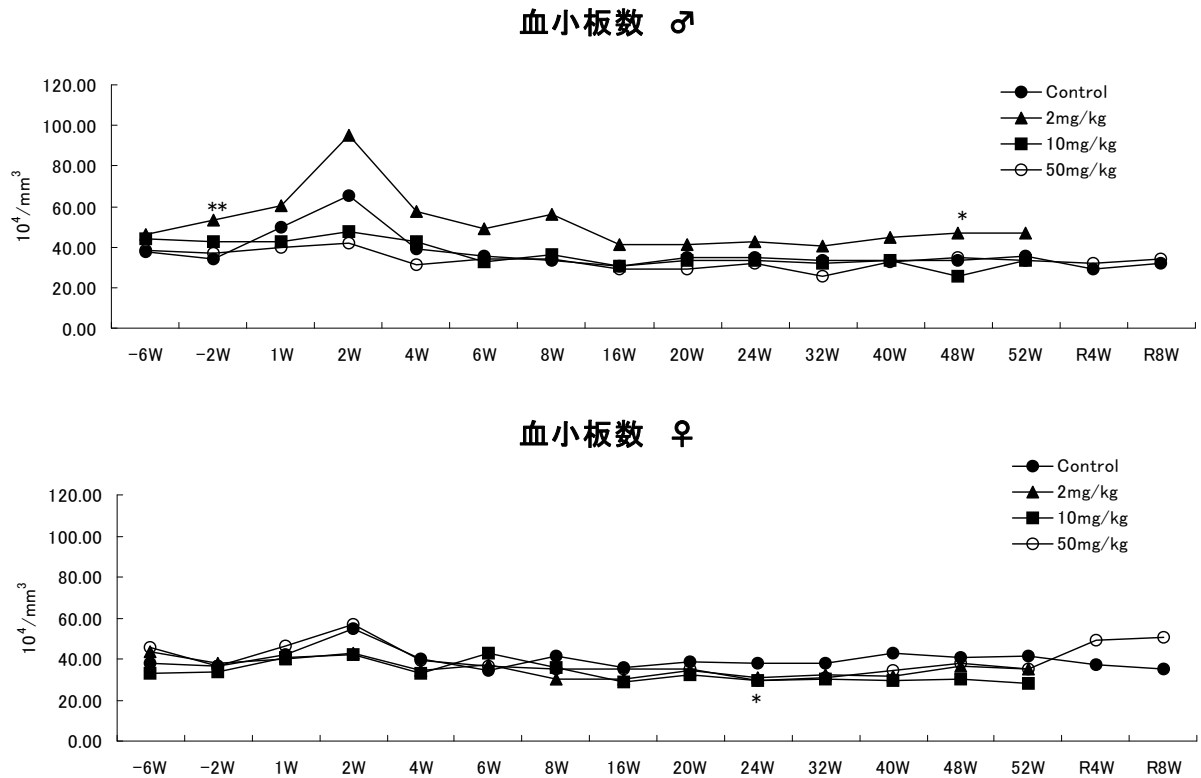 血小板数 ♂
120.00
100.00
80.00
60.00
40.00
20.00
0.00
10⁴/mm³
Control
2mg/kg
10mg/kg
50mg/kg
**
*
-6W -2W 1W 2W 4W 6W 8W 16W 20W 24W 32W 40W 48W 52W R4W R8W
血小板数 ♀
120.00
100.00
80.00
60.00
40.00
20.00
0.00
10⁴/mm³
Control
2mg/kg
10mg/kg
50mg/kg
*
-6W -2W 1W 2W 4W 6W 8W 16W 20W 24W 32W 40W 48W 52W R4W R8W